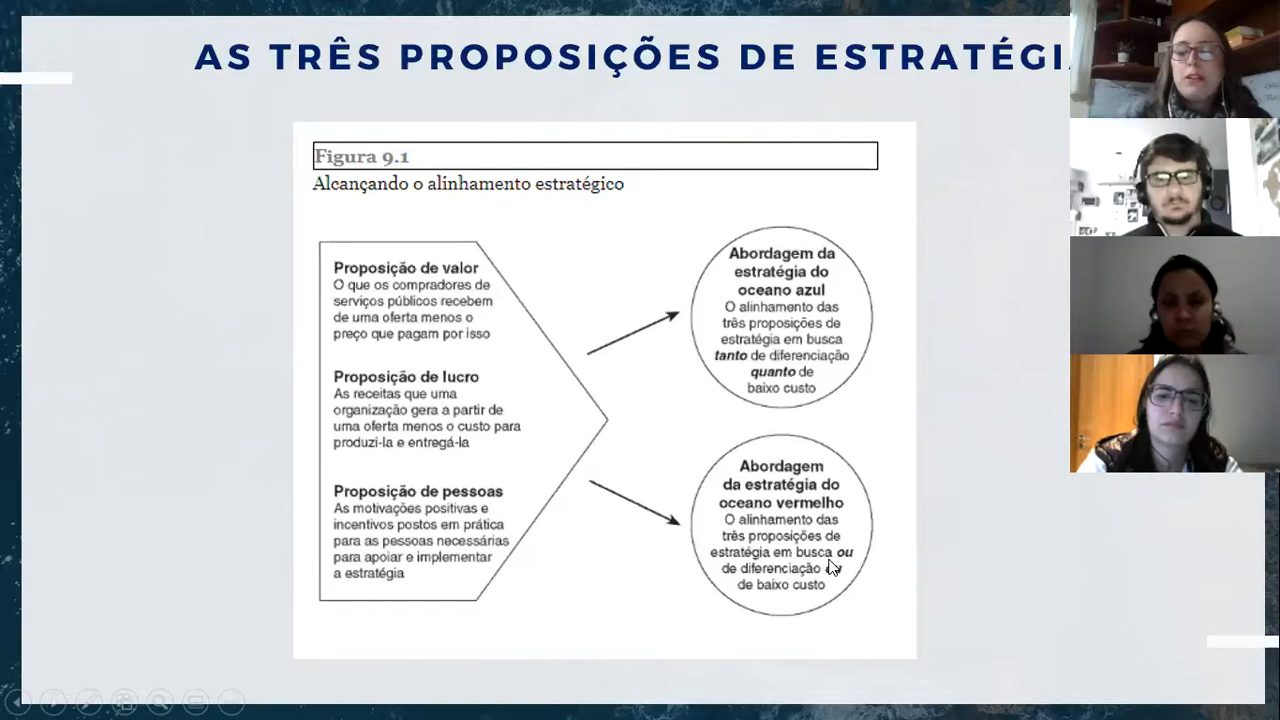 AS TRÊS PROPOSIÇÕES DE ESTRATÉGI
Figura 9.1
Alcançando o alinhamento estratégico
Proposição de valor
O que os compradores de
serviços públicos recebem
de uma oferta menos o
preço que pagam por isso
Proposição de lucro
As receitas que uma
organização gera a partir de
uma oferta menos o custo para
produzi-la e entregá-la
Proposição de pessoas
As motivações positivas e
incentivos postos em prática
para as pessoas necessárias
para apoiar e implementar
a estratégia
Abordagem da
estratégia do
oceano azul
O alinhamento das
três proposições de
estratégia em busca
tanto de diferenciação
quanto de
baixo custo
Abordagem
da estratégia do
oceano vermelho
O alinhamento das
três proposições de
estratégia em busca ou
de diferenciação
de baixo custo